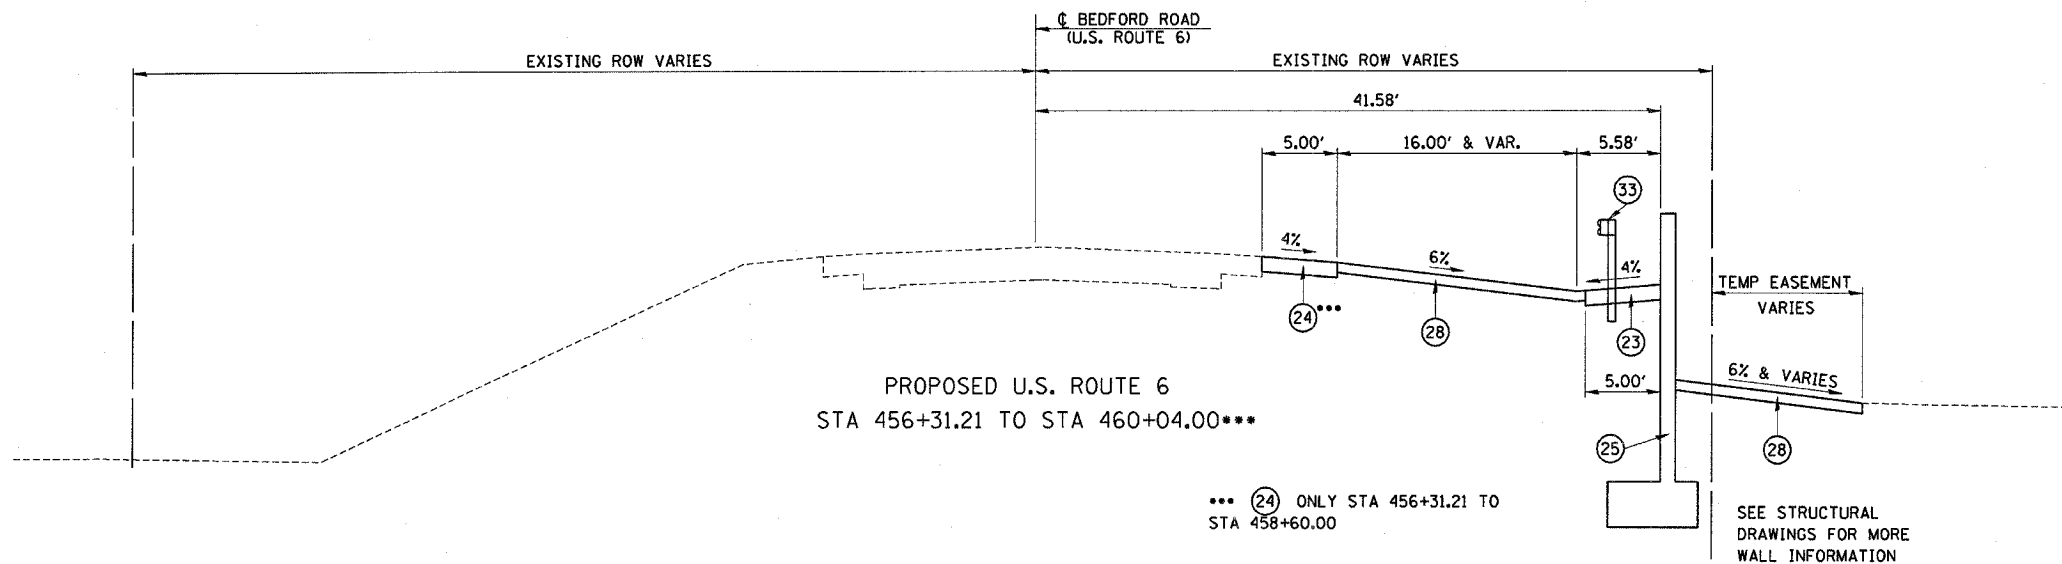 ℄ BEDFORD ROAD
(U.S. ROUTE 6)
EXISTING ROW VARIES
EXISTING ROW VARIES
41.58'
5.00'
16.00' & VAR.
5.58'
33
4%
6%
4%
TEMP EASEMENT
VARIES
24•••
28
23
PROPOSED U.S. ROUTE 6
STA 456+31.21 TO STA 460+04.00•••
5.00'
6% & VARIES
25
28
••• 24 ONLY STA 456+31.21 TO
STA 458+60.00
SEE STRUCTURAL
DRAWINGS FOR MORE
WALL INFORMATION